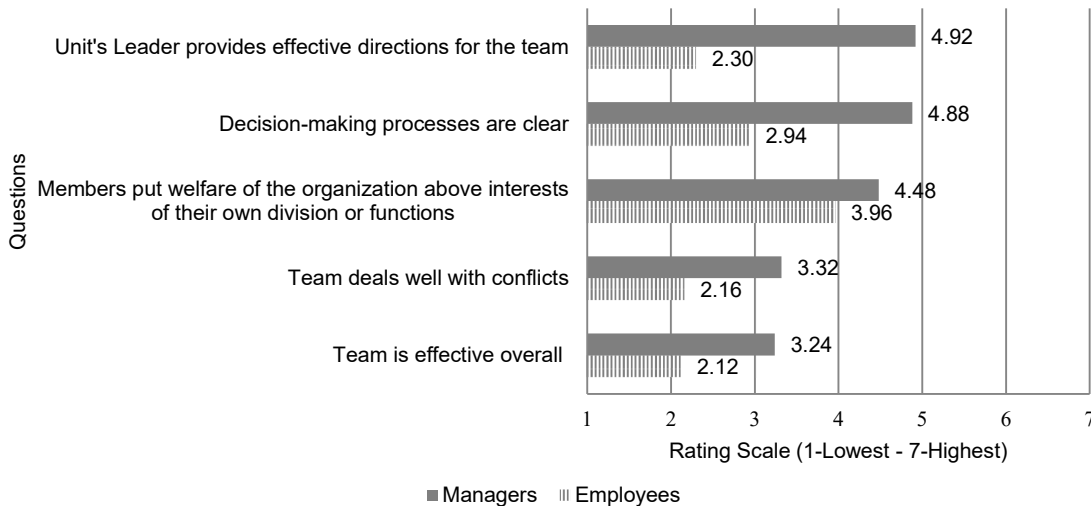 Questions
Unit's Leader provides effective directions for the team
4.92
2.30
Decision-making processes are clear
4.88
2.94
Members put welfare of the organization above interests
of their own division or functions
4.48
3.96
Team deals well with conflicts
3.32
2.16
Team is effective overall
3.24
2.12
1 2 3 4 5 6 7
Rating Scale (1-Lowest - 7-Highest)
Managers Employees